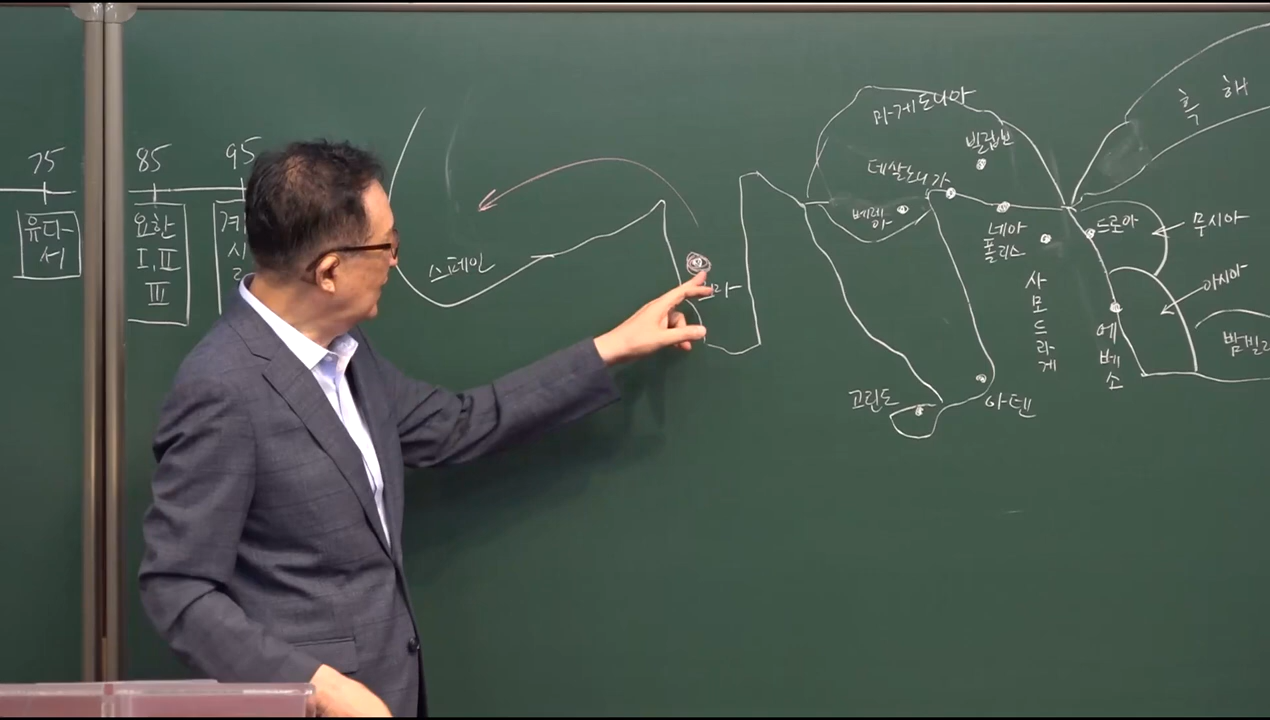 75
유다
서
85
요한
I, II
III
95
스페인
마게도니아
빌립보
데살로니가
베레
아
네아
폴리스
사
모
드
라
게
드로아
무시아
아시아
에
베
소
고린도
아덴
흑 해